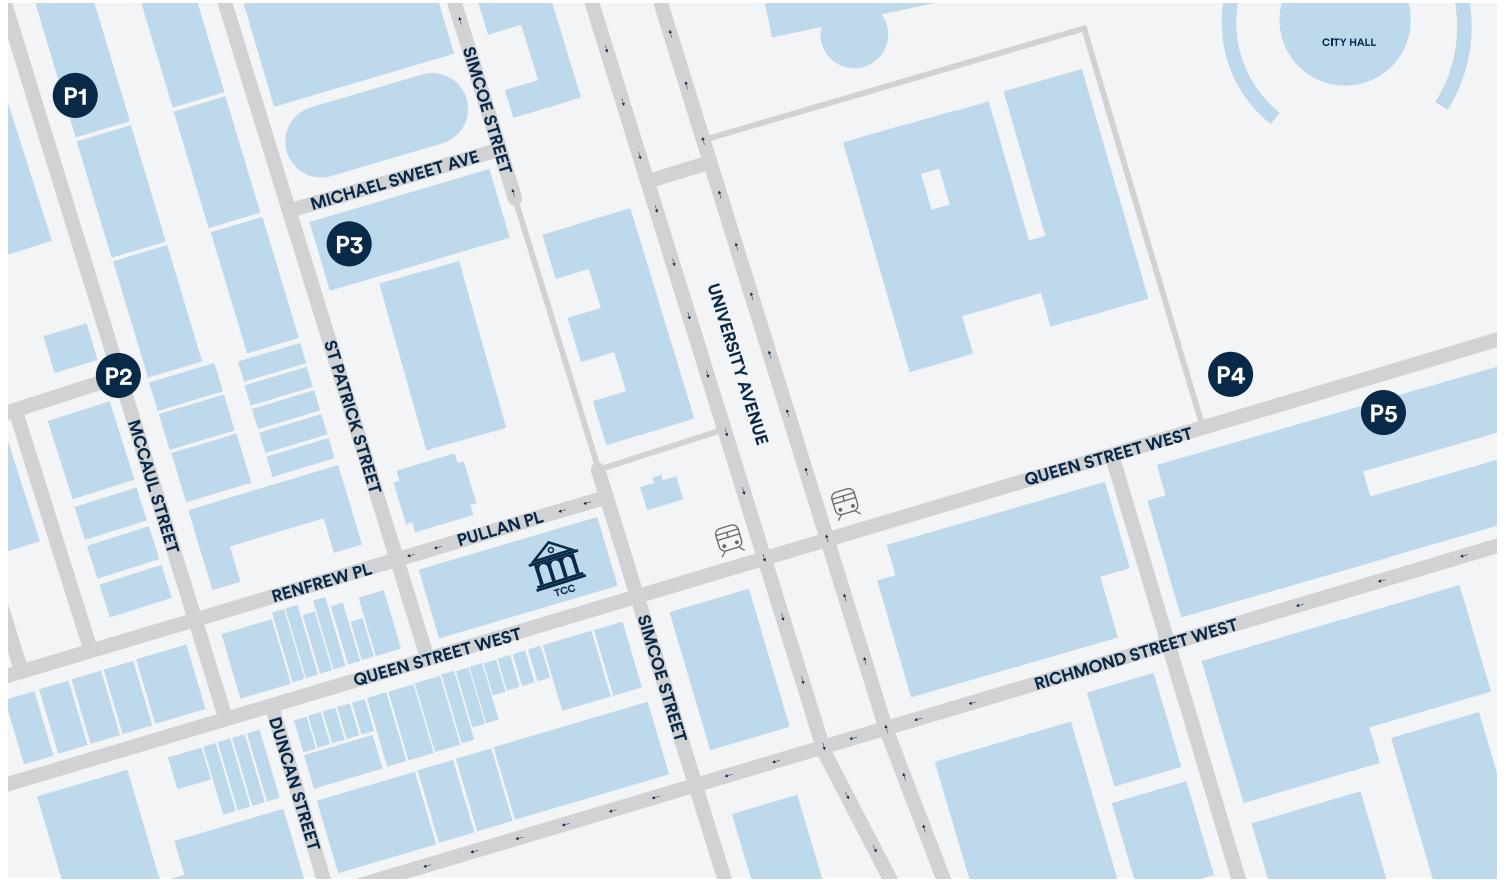 CITY HALL
SIMCOE STREET
P1
MICHAEL SWEET AVE
P3
UNIVERSITY AVENUE
P2
P4
P5
ST PATRICK STREET
MCCAUL STREET
QUEEN STREET WEST
PULLAN PL
RENFREW PL
TCC
QUEEN STREET WEST
SIMCOE STREET
RICHMOND STREET WEST
DUNCAN STREET